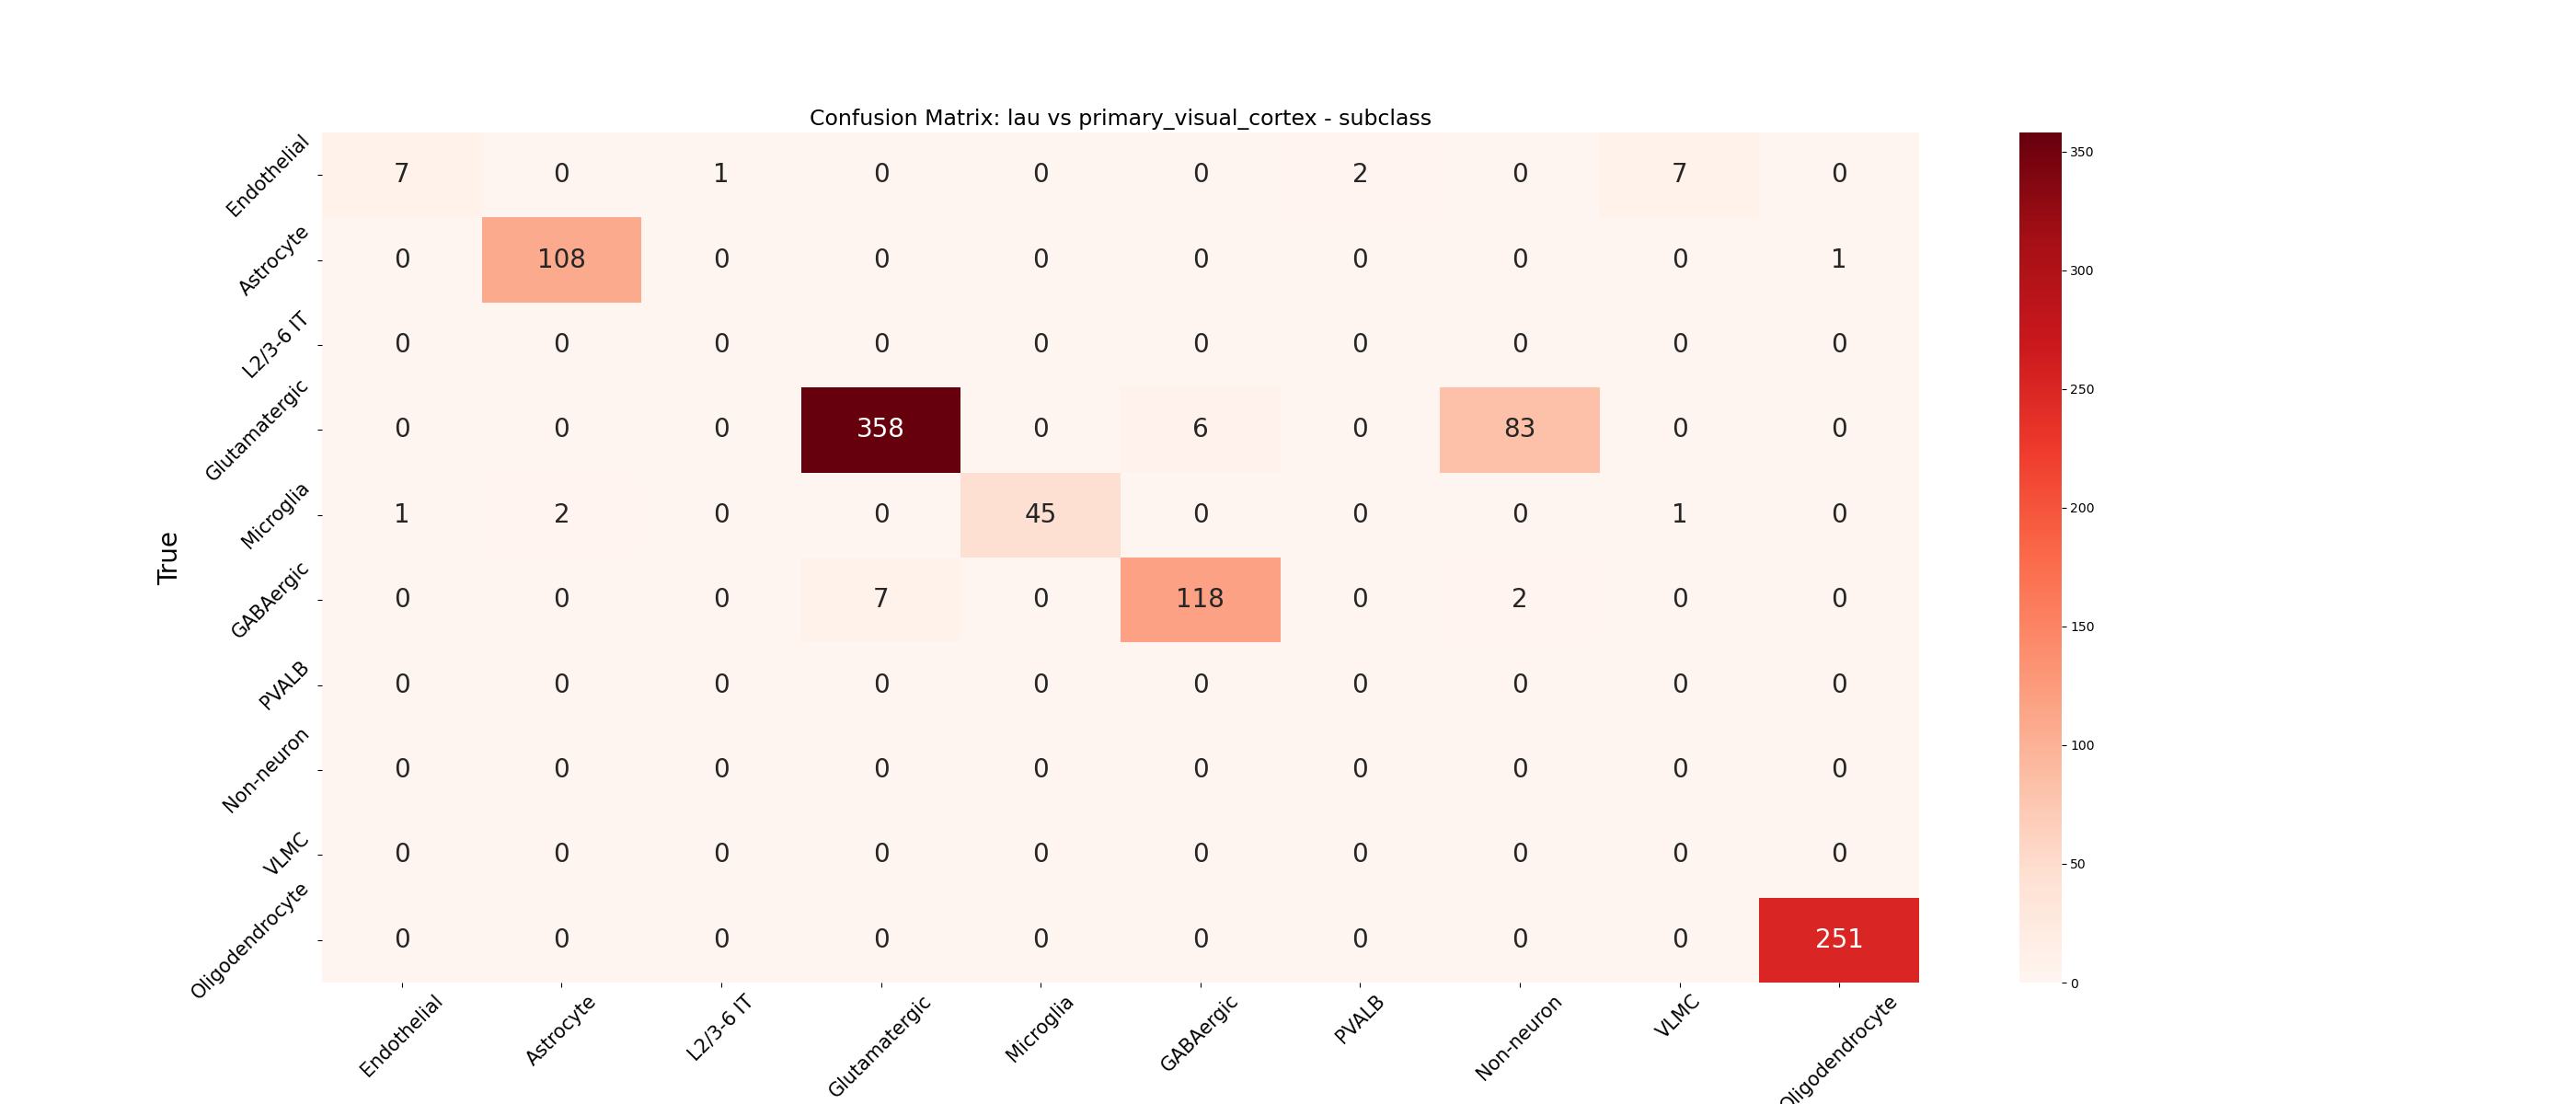 Confusion Matrix: lau vs primary_visual_cortex - subclass
True
Endothelial 7 0 1 0 0 0 2 0 7 0
Astrocyte 0 108 0 0 0 0 0 0 0 1
L2/3-6 IT 0 0 0 0 0 0 0 0 0 0
Glutamatergic 0 0 0 358 0 6 0 83 0 0
Microglia 1 2 0 0 45 0 0 0 1 0
GABAergic 0 0 0 7 0 118 0 2 0 0
PVALB 0 0 0 0 0 0 0 0 0 0
Non-neuron 0 0 0 0 0 0 0 0 0 0
VLMC 0 0 0 0 0 0 0 0 0 0
Oligodendrocyte 0 0 0 0 0 0 0 0 0 251
Endothelial Astrocyte L2/3-6 IT Glutamatergic Microglia GABAergic PVALB Non-neuron VLMC Oligodendrocyte
350
300
250
200
150
100
50
0